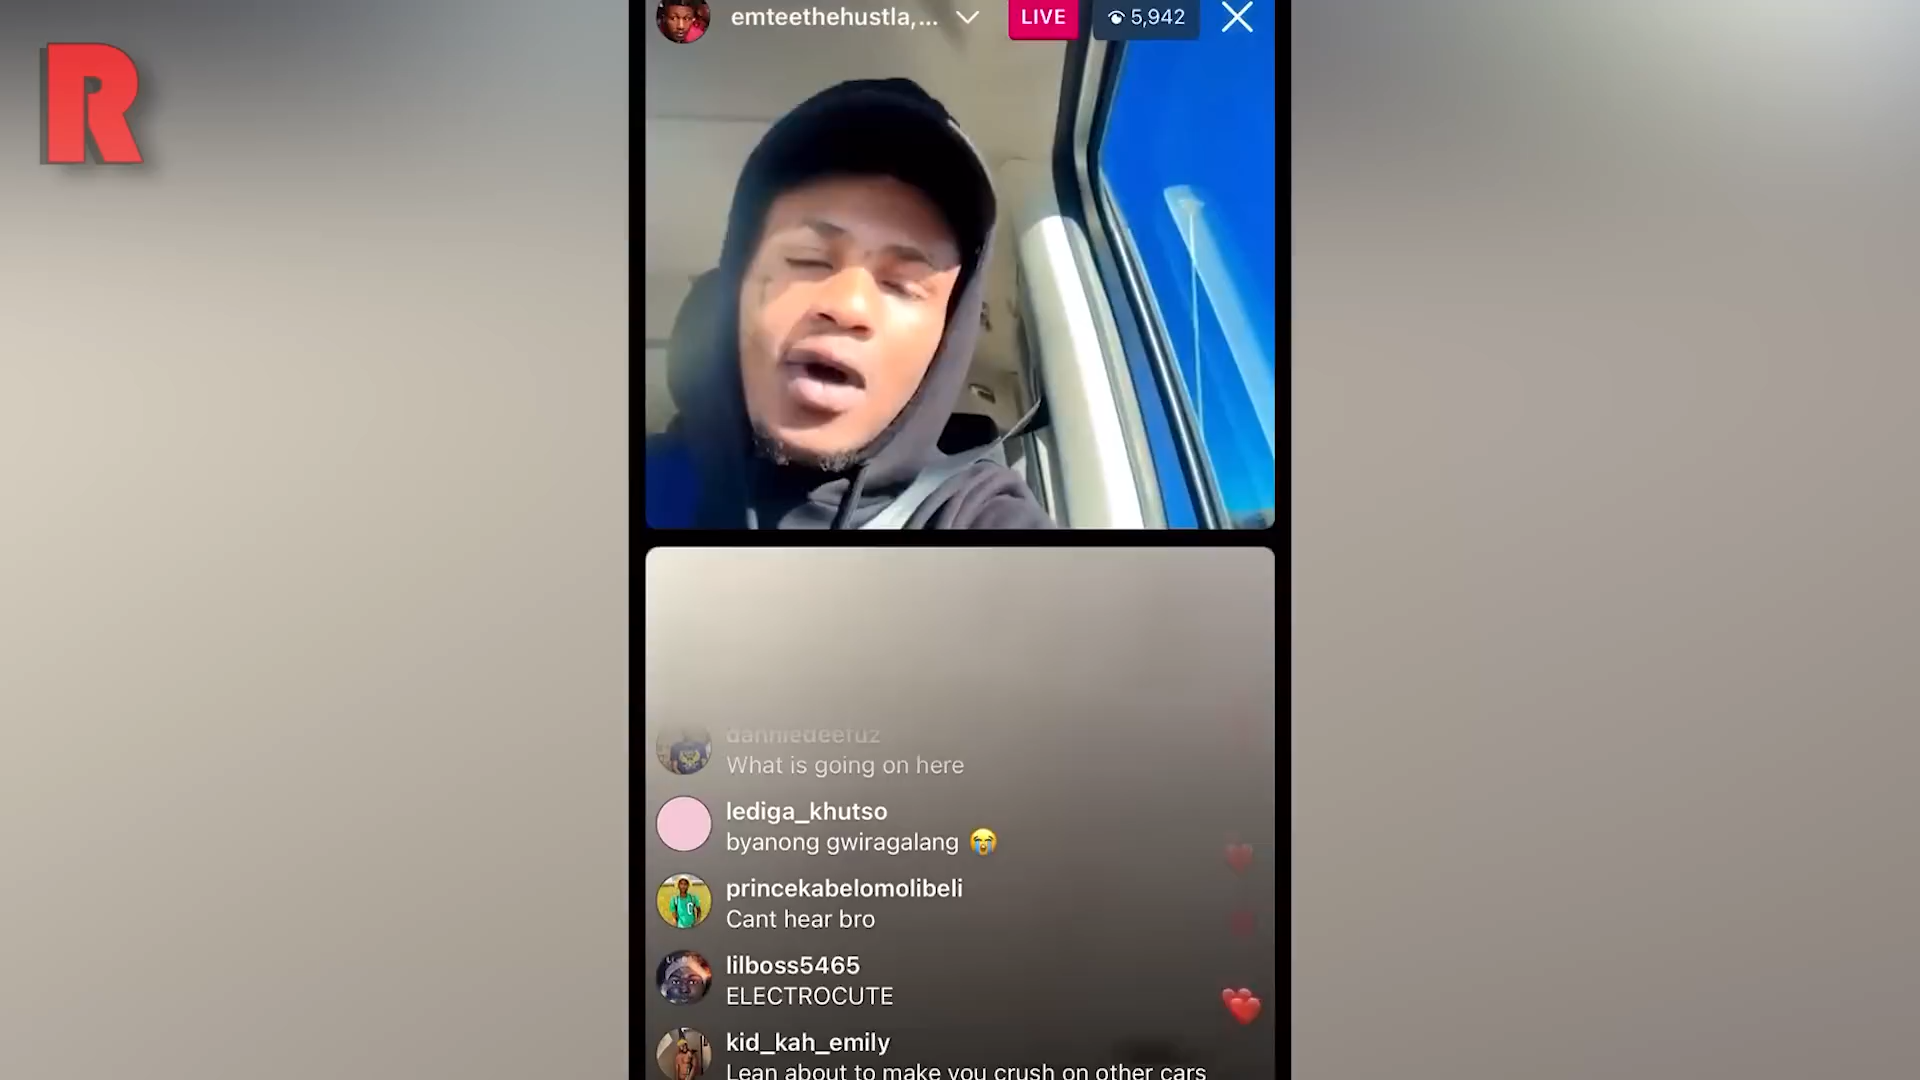 R
emteethehustla,...
LIVE
5,942
danniedeefuz
What is going on here
lediga_khutso
byanong gwiragalang 😭
princekabelomolibeli
Cant hear bro
lilboss5465
ELECTROCUTE
kid_kah_emily
Lean about to make you crush on other cars